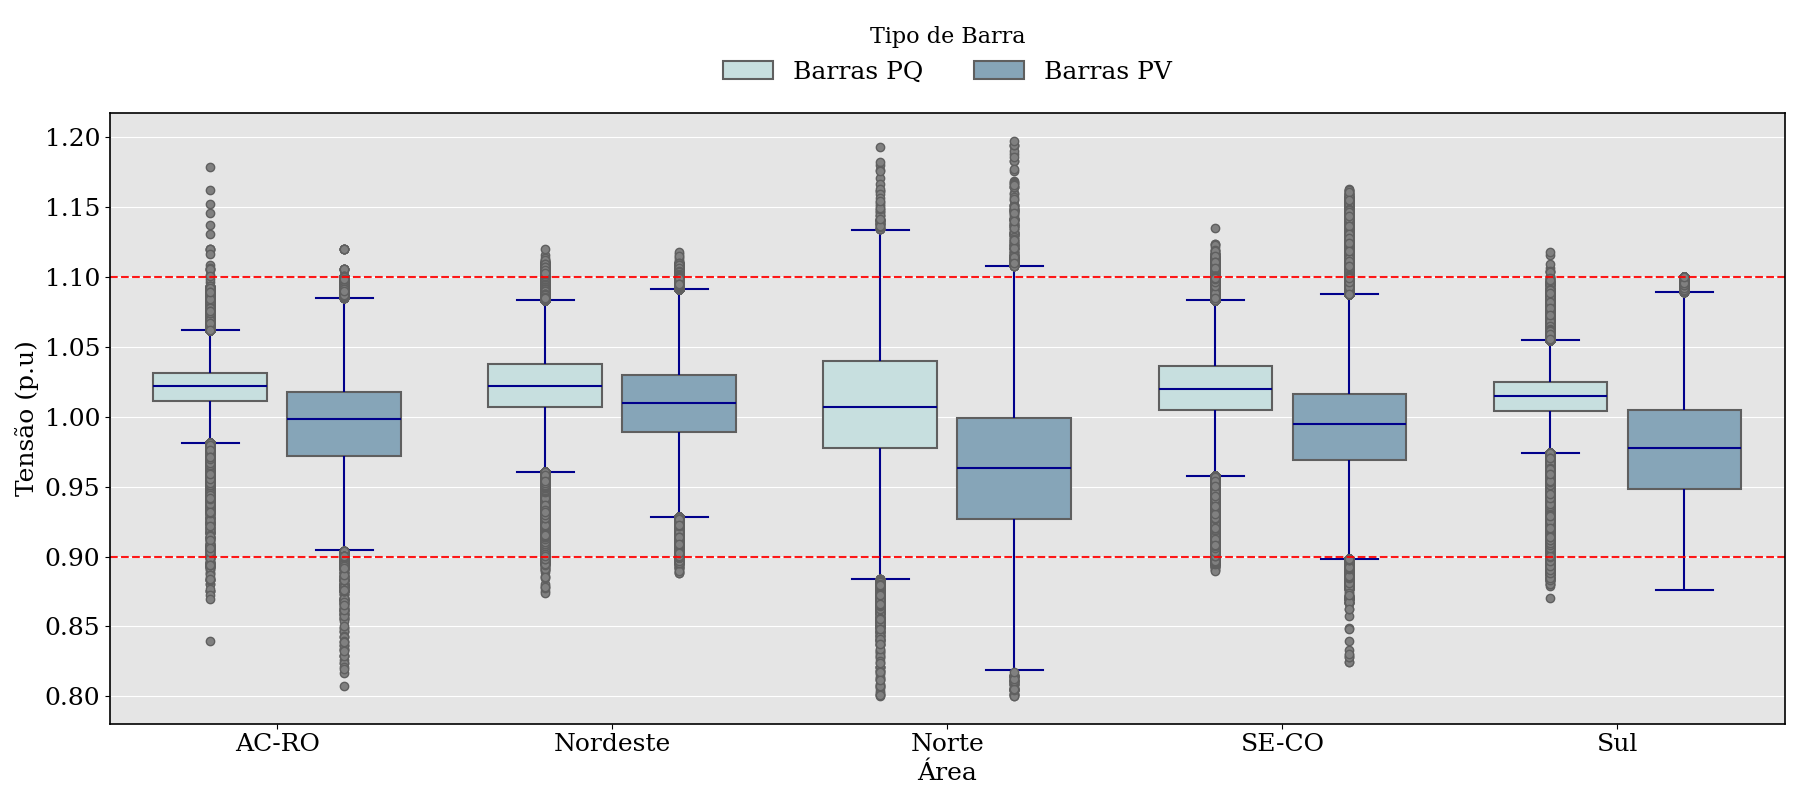 Tipo de Barra
Barras PQ Barras PV
Tensão (p.u)
1.20
1.15
1.10
1.05
1.00
0.95
0.90
0.85
0.80
AC-RO Nordeste Norte SE-CO Sul
Área